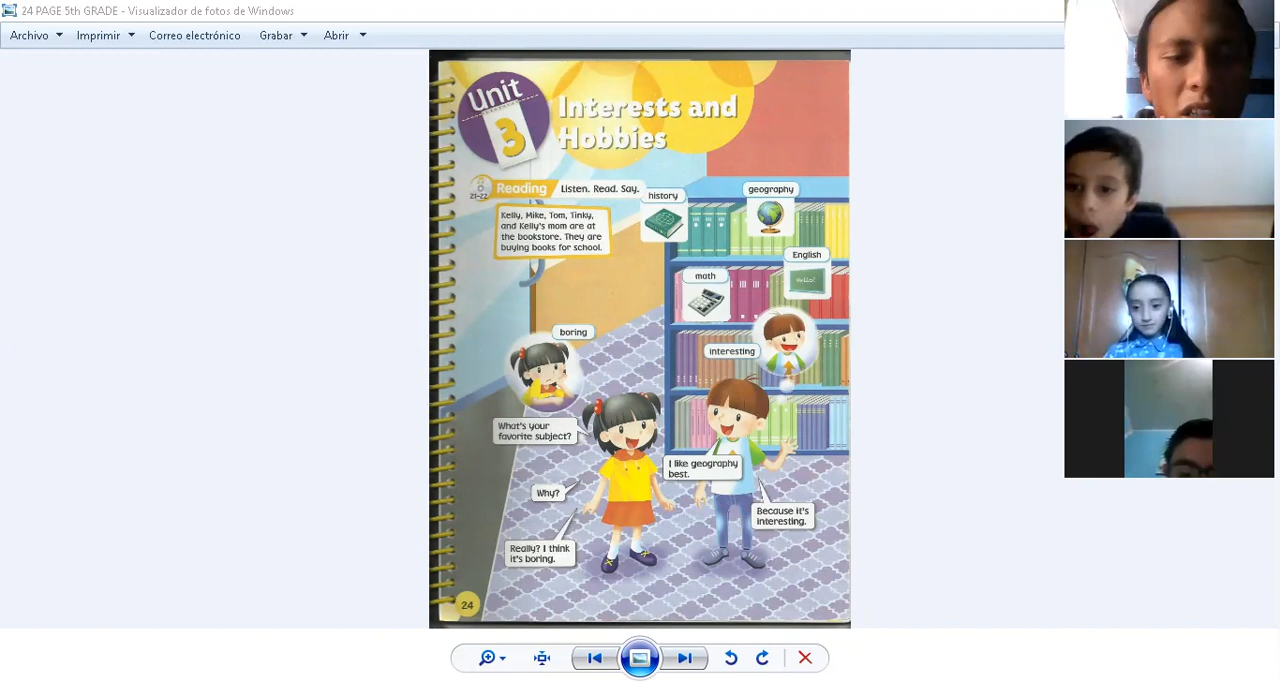 24 PAGE 5th GRADE - Visualizador de fotos de Windows
Archivo Imprimir Correo electrónico Grabar Abrir
Unit
3
Interests and
Hobbies
21-22
Reading Listen. Read. Say.
Kelly, Mike, Tom, Tinky,
and Kelly's mom are at
the bookstore. They are
buying books for school.
history
geography
English
Hello!
math
boring
interesting
What's your
favorite subject?
I like geography
best.
Why?
Because it's
interesting.
Really? I think
it's boring.
24